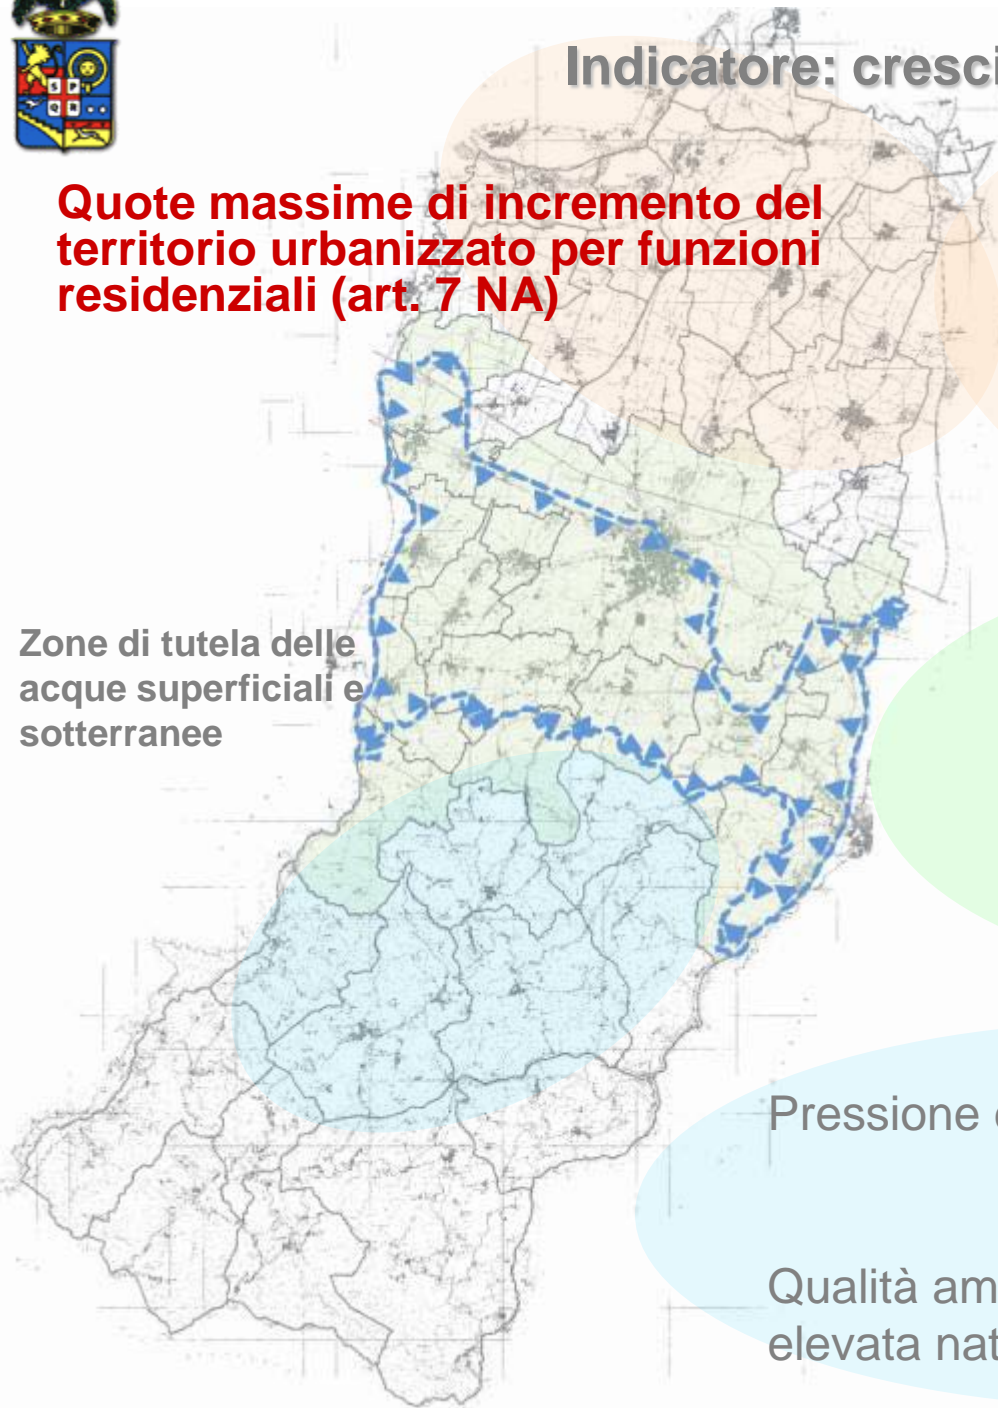 Indicatore: cresci
S P
Q R
Quote massime di incremento del
territorio urbanizzato per funzioni
residenziali (art. 7 NA)
Zone di tutela delle
acque superficiali e
sotterranee
Pressione
Qualità am
elevata nat